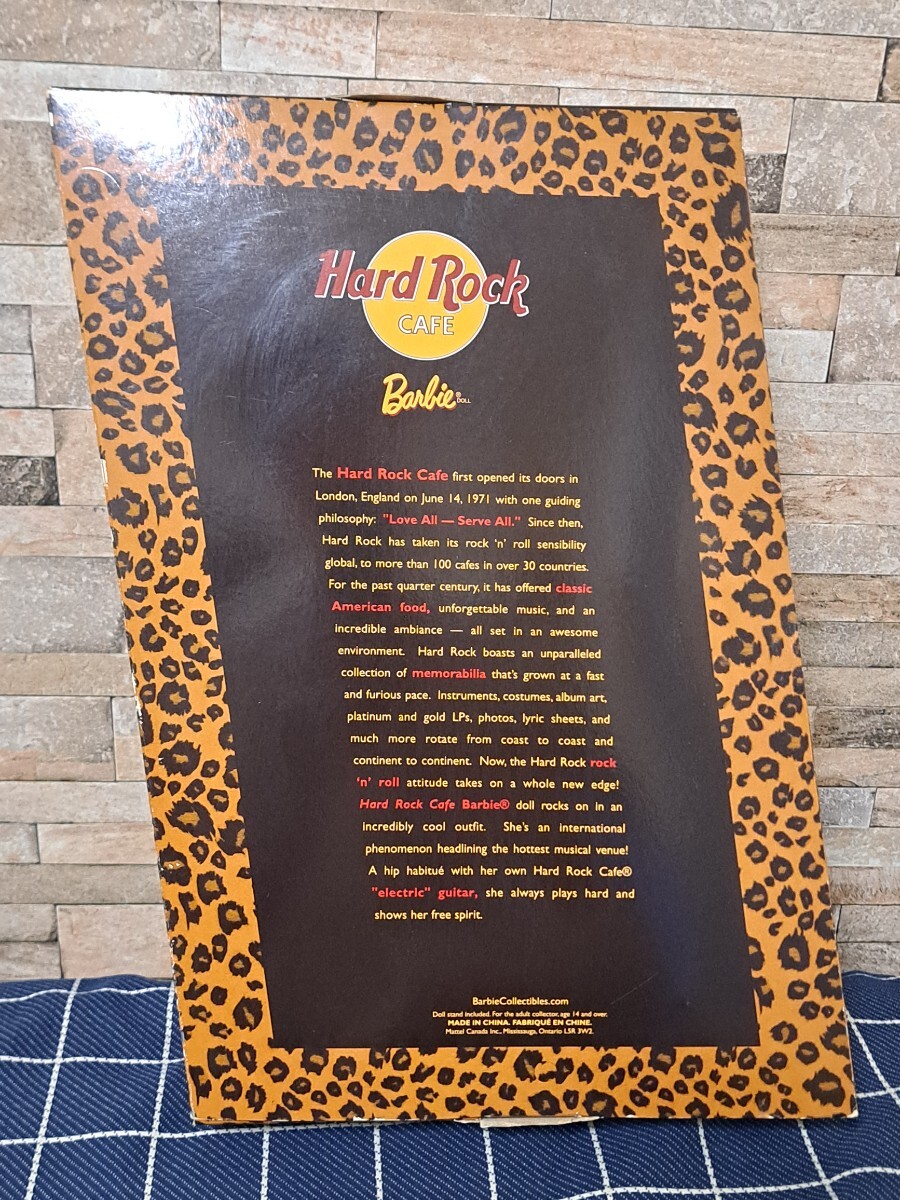 Hard Rock
CAFE
Barbie® DOLL
The Hard Rock Cafe first opened its doors in
London, England on June 14, 1971 with one guiding
philosophy: "Love All — Serve All." Since then,
Hard Rock has taken its rock 'n' roll sensibility
global, to more than 100 cafes in over 30 countries.
For the past quarter century, it has offered classic
American food, unforgettable music, and an
incredible ambiance — all set in an awesome
environment. Hard Rock boasts an unparalleled
collection of memorabilia that's grown at a fast
and furious pace. Instruments, costumes, album art,
platinum and gold LPs, photos, lyric sheets, and
much more rotate from coast to coast and
continent to continent. Now, the Hard Rock rock
'n' roll attitude takes on a whole new edge!
Hard Rock Cafe Barbie® doll rocks on in an
incredibly cool outfit. She's an international
phenomenon headlining the hottest musical venue!
A hip habitué with her own Hard Rock Cafe®
"electric" guitar, she always plays hard and
shows her free spirit.
BarbieCollectibles.com
Doll stand included. For the adult collector, age 14 and over.
MADE IN CHINA. FABRIQUÉ EN CHINE.
Mattel Canada Inc., Mississauga, Ontario L5R 3W2.